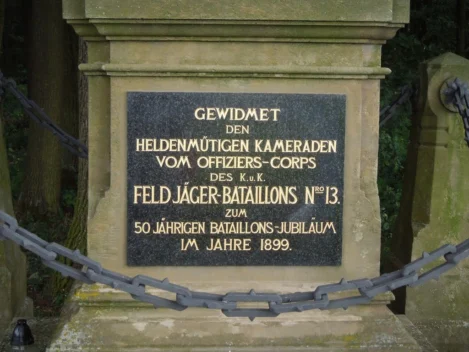 GEWIDMET
DEN
HELDENMÜTIGEN KAMERADEN
VOM OFFIZIERS-CORPS
DES K.u.K.
FELD JÄGER-BATAILLONS Nᴿᴼ 13.
ZUM
50 JÄHRIGEN BATAILLONS-JUBILÄUM
IM JAHRE 1899.